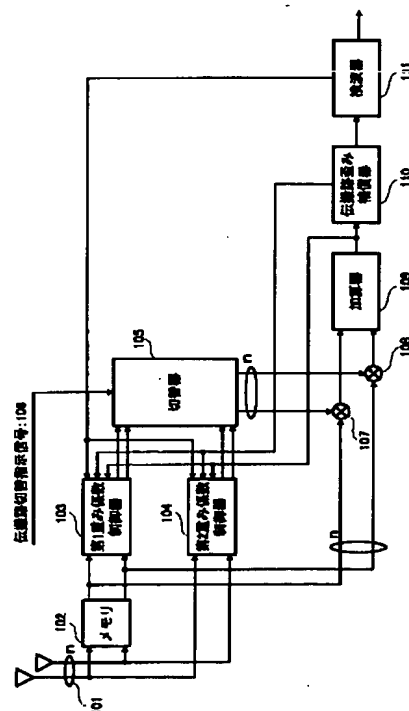 伝搬路切替指示信号:106
105
切替器
n
103
第1重み係数
制御器
104
第2重み係数
制御器
102
メモリ
n
101
107
108
n
加算器
109
伝搬路歪み
補償器
110
検波器
111